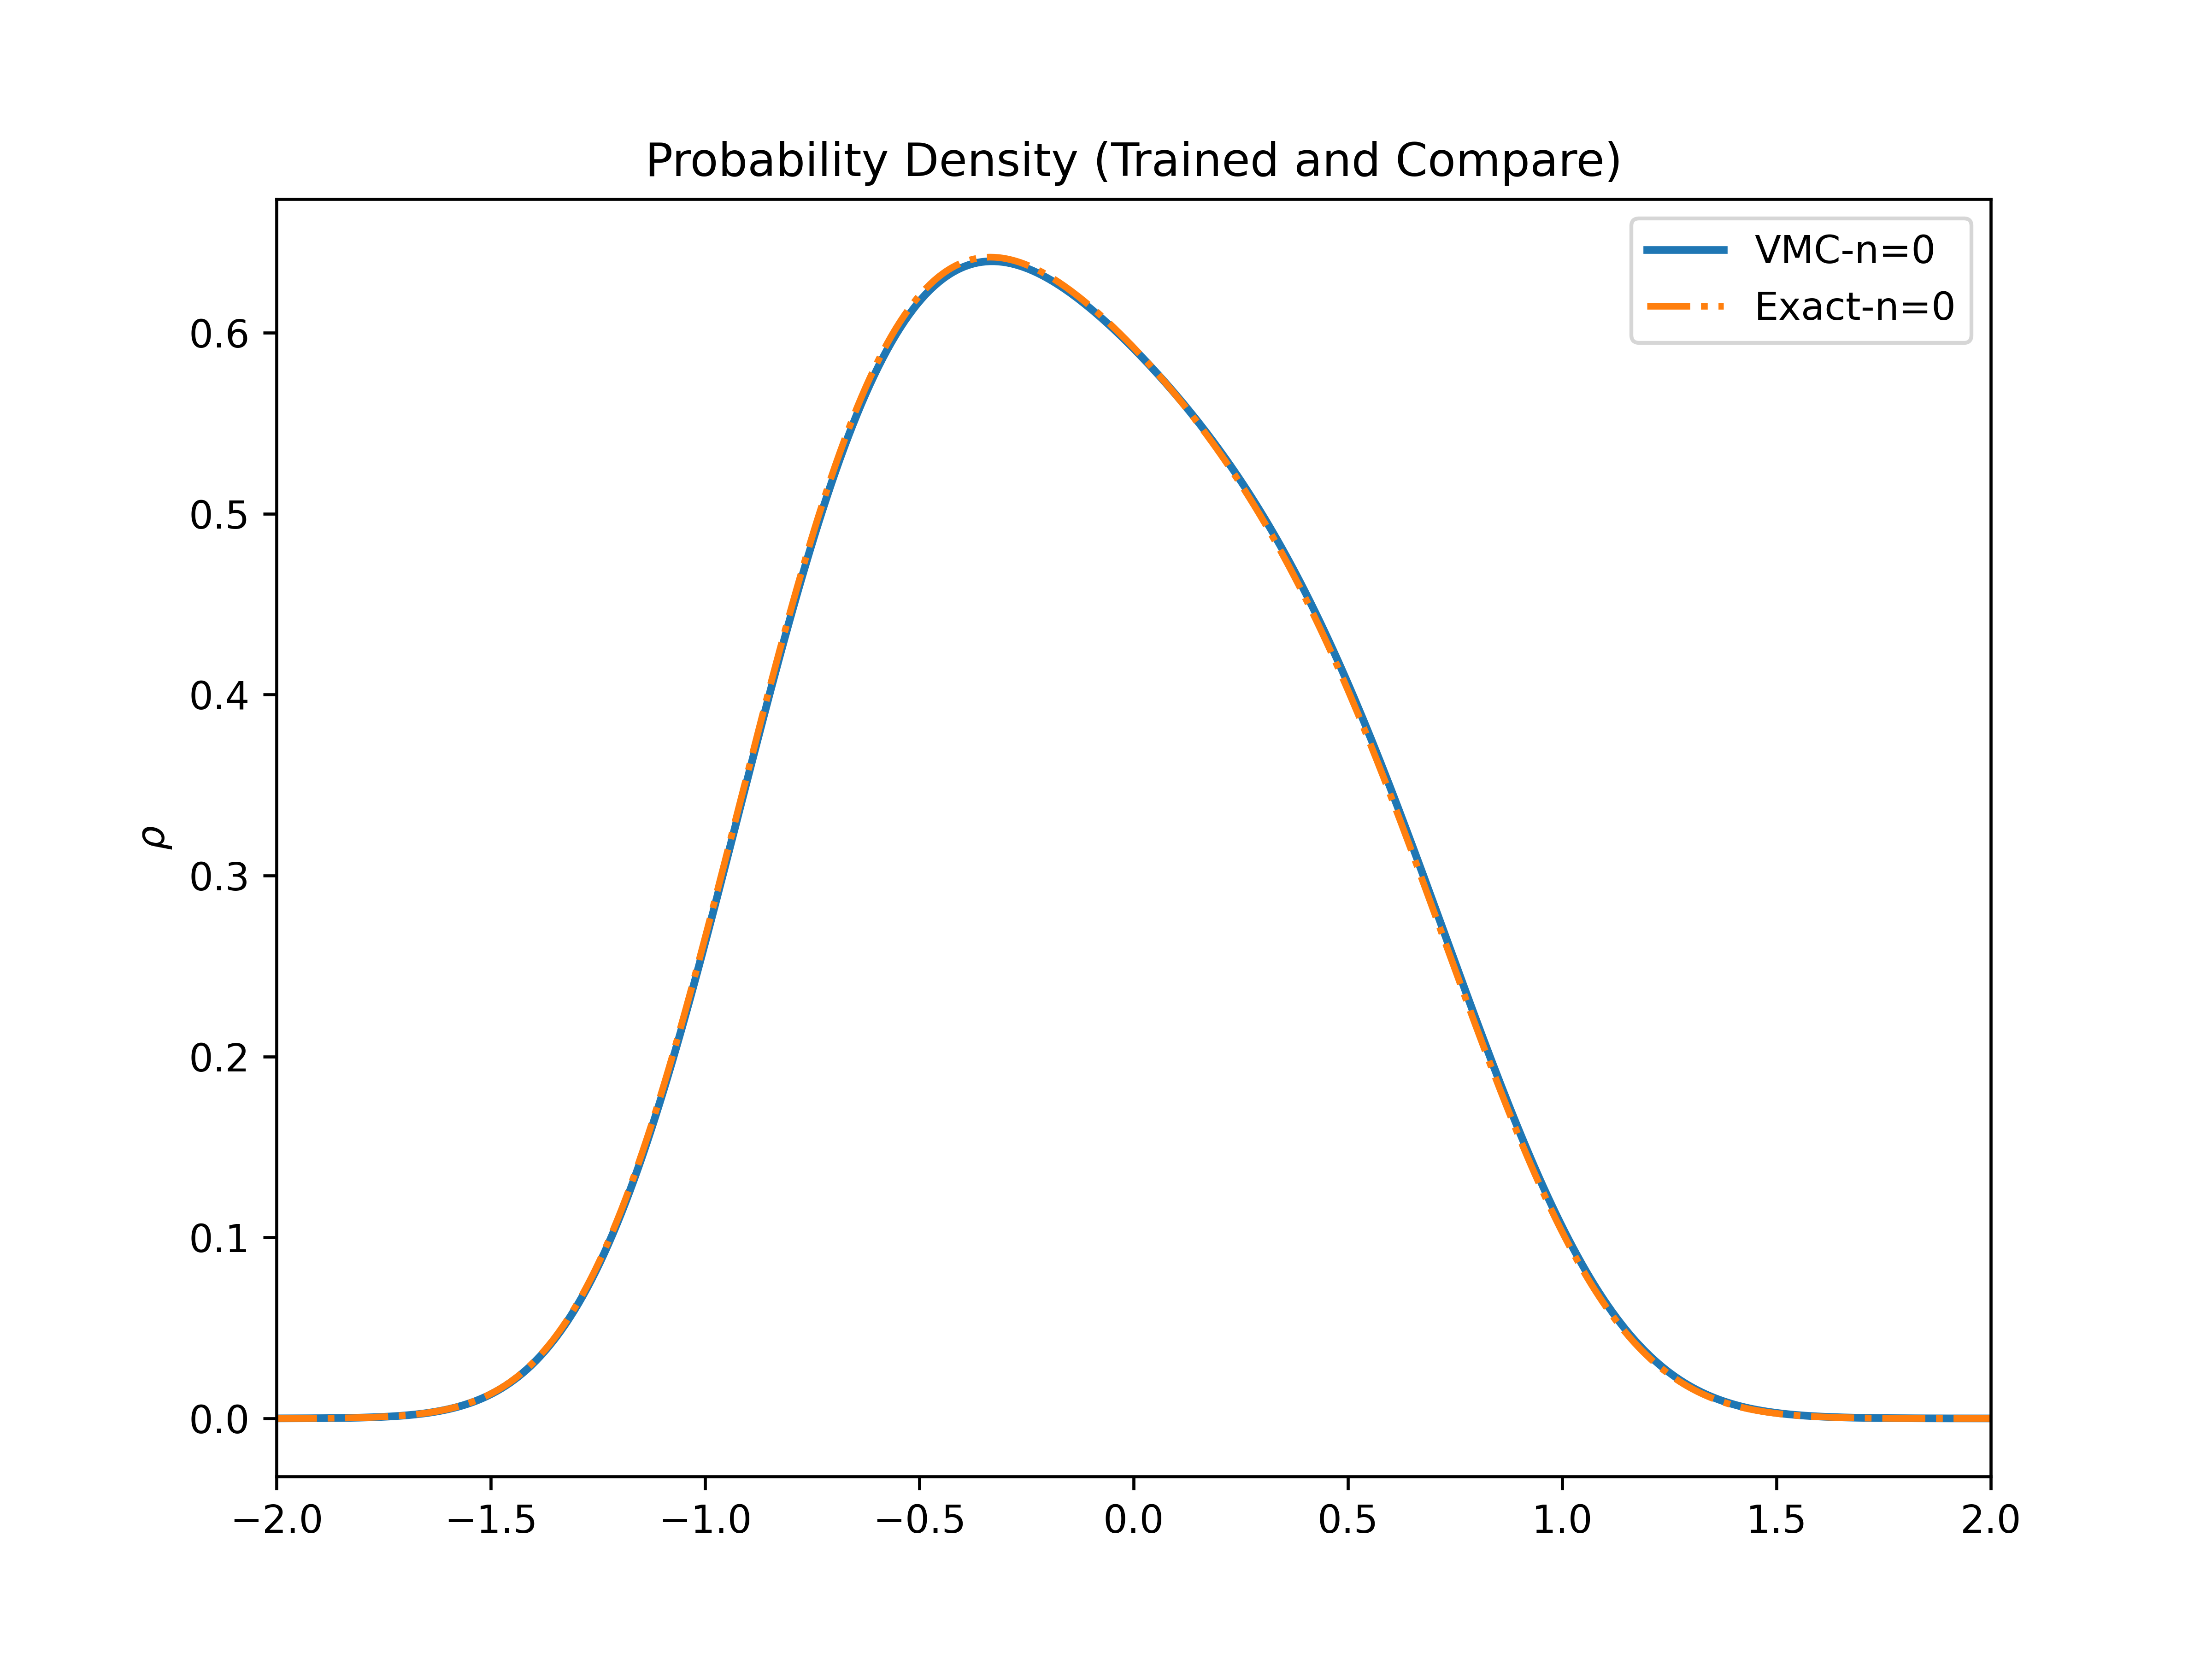 Probability Density (Trained and Compare)
VMC-n=0
Exact-n=0
0.6
0.5
0.4
ρ
0.3
0.2
0.1
0.0
−2.0 −1.5 −1.0 −0.5 0.0 0.5 1.0 1.5 2.0